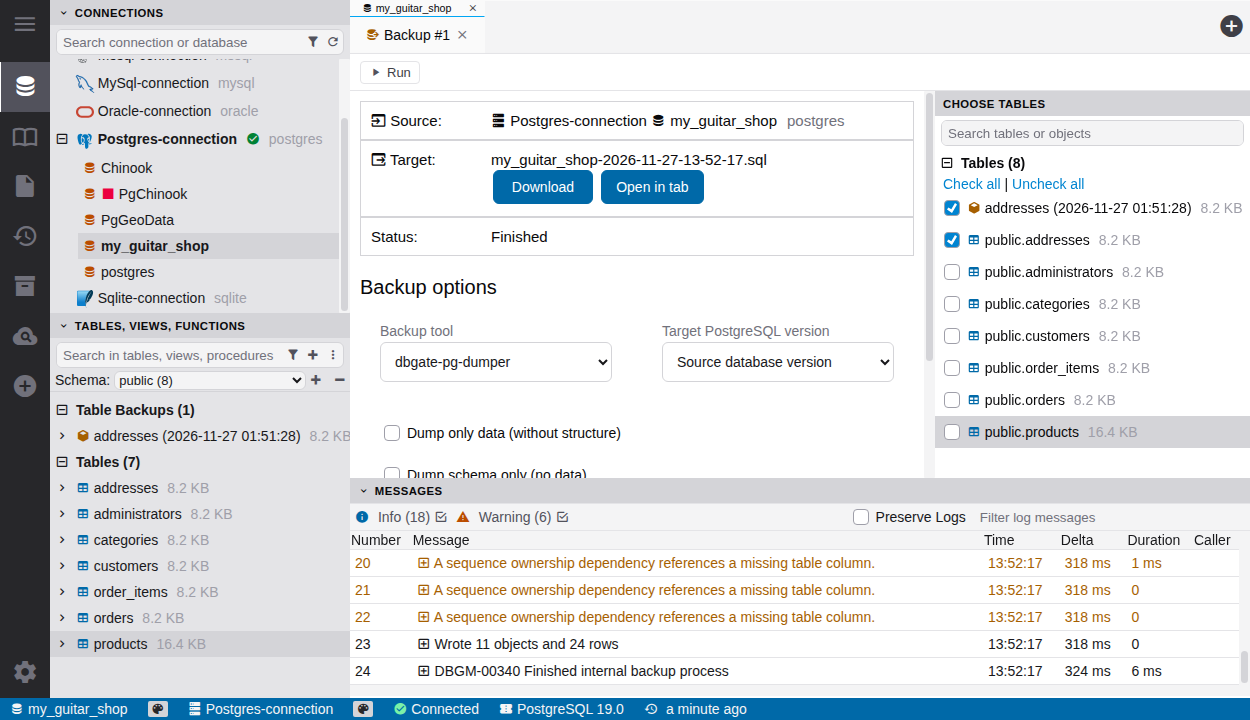 CONNECTIONS
Search connection or database
MySql-connection mysql
Oracle-connection oracle
Postgres-connection postgres
Chinook
PgChinook
PgGeoData
my_guitar_shop
postgres
Sqlite-connection sqlite
TABLES, VIEWS, FUNCTIONS
Search in tables, views, procedures
Schema: public (8)
Table Backups (1)
addresses (2026-11-27 01:51:28) 8.2 KB
Tables (7)
addresses 8.2 KB
administrators 8.2 KB
categories 8.2 KB
customers 8.2 KB
order_items 8.2 KB
orders 8.2 KB
products 16.4 KB
my_guitar_shop
Backup #1
Run
Source: Postgres-connection my_guitar_shop postgres
Target: my_guitar_shop-2026-11-27-13-52-17.sql
Download Open in tab
Status: Finished
Backup options
Backup tool Target PostgreSQL version
dbgate-pg-dumper Source database version
Dump only data (without structure)
Dump schema only (no data)
CHOOSE TABLES
Search tables or objects
Tables (8)
Check all | Uncheck all
addresses (2026-11-27 01:51:28) 8.2 KB
public.addresses 8.2 KB
public.administrators 8.2 KB
public.categories 8.2 KB
public.customers 8.2 KB
public.order_items 8.2 KB
public.orders 8.2 KB
public.products 16.4 KB
MESSAGES
Info (18) Warning (6) Preserve Logs Filter log messages
Number Message Time Delta Duration Caller
20 A sequence ownership dependency references a missing table column. 13:52:17 318 ms 1 ms
21 A sequence ownership dependency references a missing table column. 13:52:17 318 ms 0
22 A sequence ownership dependency references a missing table column. 13:52:17 318 ms 0
23 Wrote 11 objects and 24 rows 13:52:17 318 ms 0
24 DBGM-00340 Finished internal backup process 13:52:17 324 ms 6 ms
my_guitar_shop Postgres-connection Connected PostgreSQL 19.0 a minute ago